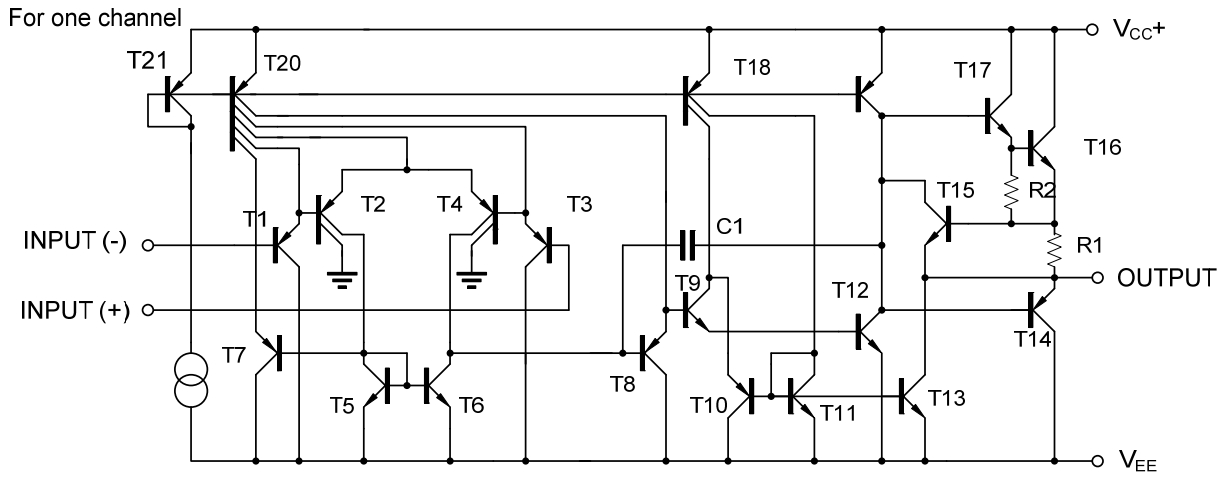 For one channel
VCC+
T21
T20
T18
T17
T16
T15
R2
T1
T2
T4
T3
C1
R1
INPUT (-)
OUTPUT
INPUT (+)
T9
T12
T14
T7
T8
T5
T6
T10
T11
T13
VEE